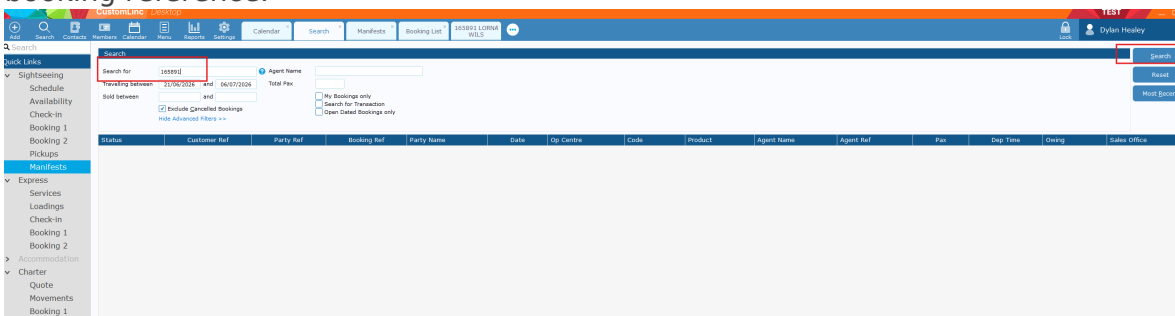 booking reference.
CustomLinc Desktop
TEST
Add Search Contacts Members Calendar Menu Reports Settings
Calendar
Search
Manifests
Booking List
165891 LORNA WILS
Lock
Dylan Healey
Search
Quick Links
Sightseeing
Schedule
Availability
Check-in
Booking 1
Booking 2
Pickups
Manifests
Express
Services
Loadings
Check-in
Booking 1
Booking 2
Accommodation
Charter
Quote
Movements
Booking 1
Search
Search for 165891 Agent Name
Travelling between 21/06/2026 and 06/07/2026 Total Pax
Sold between and My Bookings only
Search for Transaction
Exclude Cancelled Bookings Open Dated Bookings only
Hide Advanced Filters >>
Status Customer Ref Party Ref Booking Ref Party Name Date Op Centre Code Product Agent Name Agent Ref Pax Dep Time Owing Sales Office
Search
Reset
Most Recen